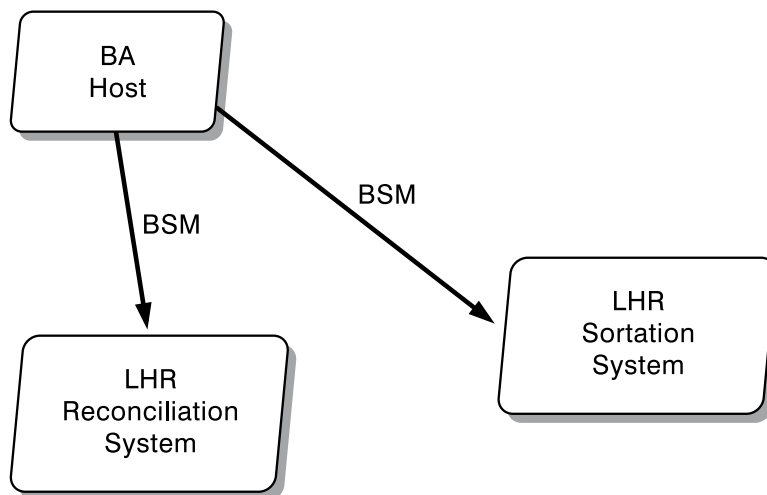 BA
Host
BSM
BSM
LHR
Sortation
System
LHR
Reconciliation
System